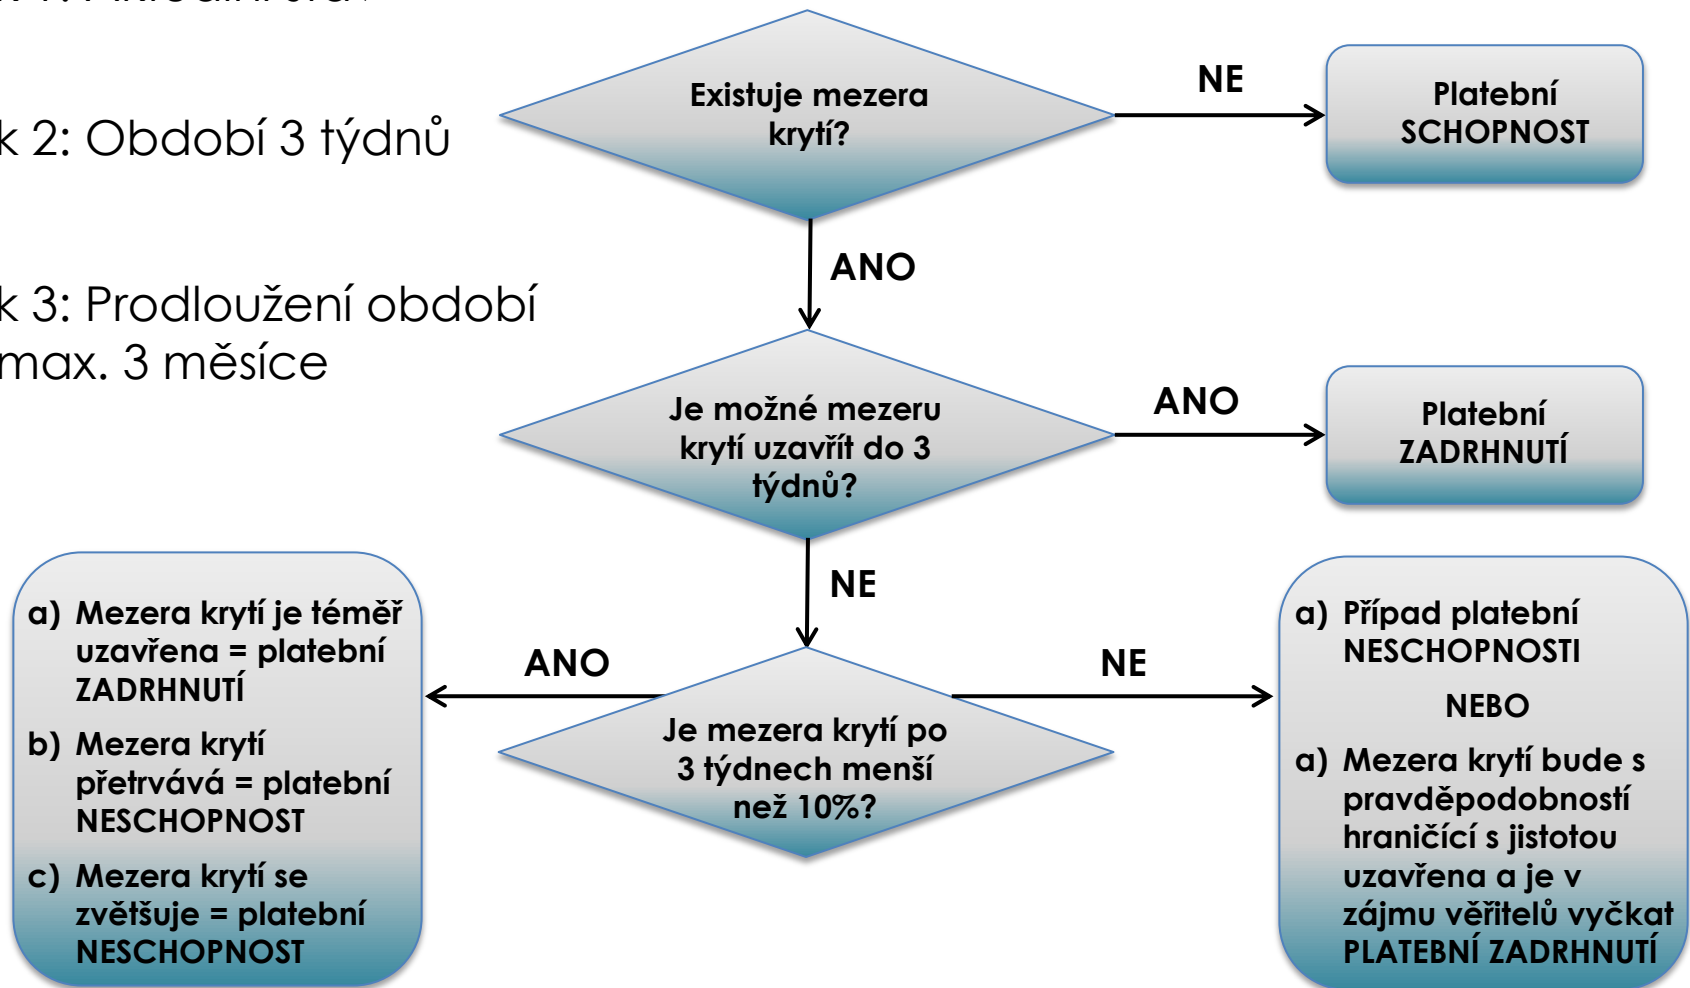 k 2: Období 3 týdnů
k 3: Prodloužení období
max. 3 měsíce
Existuje mezera
krytí?
NE
Platební
SCHOPNOST
ANO
Je možné mezeru
krytí uzavřít do 3
týdnů?
ANO
Platební
ZADRHNUTÍ
NE
Je mezera krytí po
3 týdnech menší
než 10%?
ANO
a) Mezera krytí je téměř
uzavřena = platební
ZADRHNUTÍ
b) Mezera krytí
přetrvává = platební
NESCHOPNOST
c) Mezera krytí se
zvětšuje = platební
NESCHOPNOST
NE
a) Případ platební
NESCHOPNOSTI
NEBO
a) Mezera krytí bude s
pravděpodobností
hraničící s jistotou
uzavřena a je v
zájmu věřitelů vyčkat
PLATEBNÍ ZADRHNUTÍ